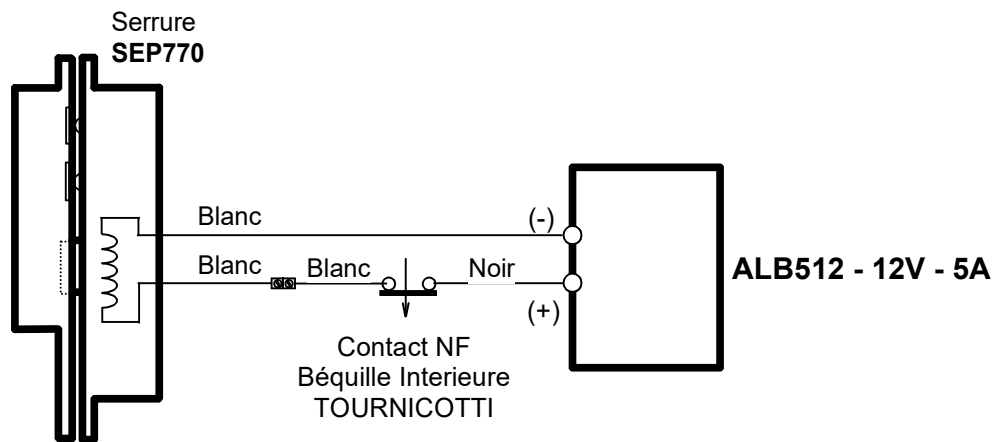 Serrure
SEP770
Blanc
(-)
Blanc
Blanc
Noir
ALB512 - 12V - 5A
(+)
Contact NF
Béquille Interieure
TOURNICOTTI